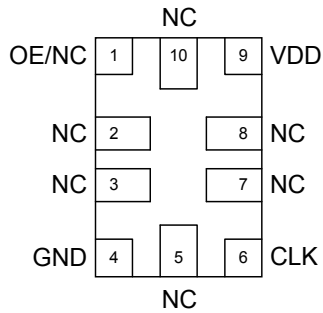 NC
OE/NC 1 10 9 VDD
NC 2 8 NC
NC 3 7 NC
GND 4 5 6 CLK
NC